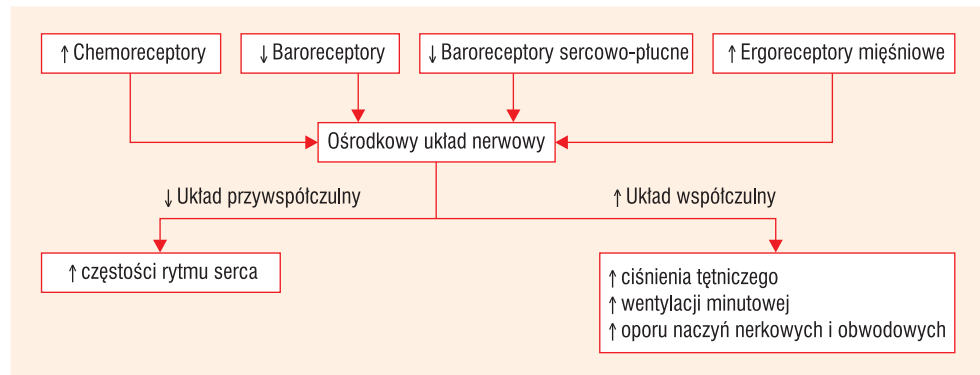 ↑ Chemoreceptory
↓ Baroreceptory
↓ Baroreceptory sercowo-płucne
↑ Ergoreceptory mięśniowe
Ośrodkowy układ nerwowy
↓ Układ przywspółczulny
↑ Układ współczulny
↑ częstości rytmu serca
↑ ciśnienia tętniczego
↑ wentylacji minutowej
↑ oporu naczyń nerkowych i obwodowych